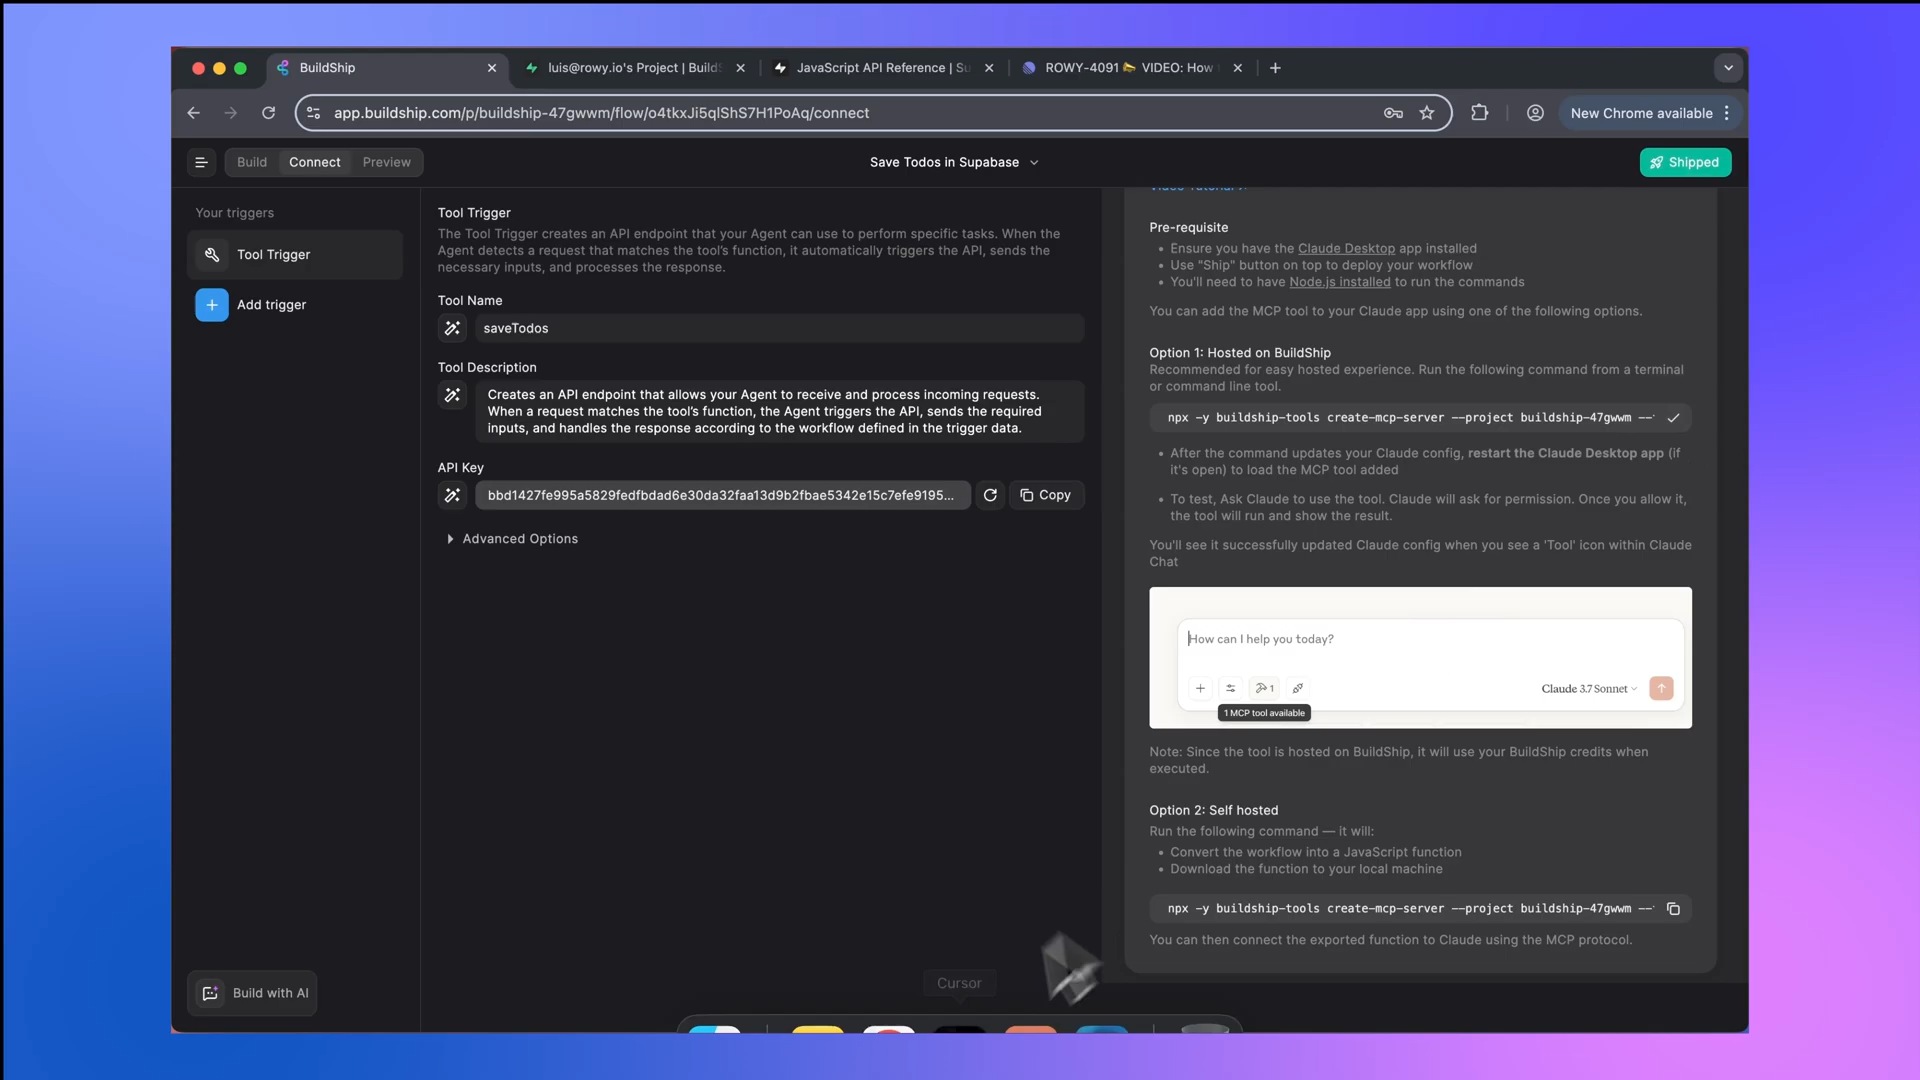 BuildShip
luis@rowy.io's Project | Build
JavaScript API Reference | Su
ROWY-4091 VIDEO: How
app.buildship.com/p/buildship-47gwwm/flow/o4tkxJi5qlShS7H1PoAq/connect
New Chrome available
Build
Connect
Preview
Save Todos in Supabase
Shipped
Your triggers
Tool Trigger
Add trigger
Tool Trigger
The Tool Trigger creates an API endpoint that your Agent can use to perform specific tasks. When the
Agent detects a request that matches the tool's function, it automatically triggers the API, sends the
necessary inputs, and processes the response.
Tool Name
saveTodos
Tool Description
Creates an API endpoint that allows your Agent to receive and process incoming requests.
When a request matches the tool's function, the Agent triggers the API, sends the required
inputs, and handles the response according to the workflow defined in the trigger data.
API Key
bbd1427fe995a5829fedfbdad6e30da32faa13d9b2fbae5342e15c7efe9195...
Copy
Advanced Options
Build with AI
Video Tutorial
Pre-requisite
• Ensure you have the Claude Desktop app installed
• Use "Ship" button on top to deploy your workflow
• You'll need to have Node.js installed to run the commands
You can add the MCP tool to your Claude app using one of the following options.
Option 1: Hosted on BuildShip
Recommended for easy hosted experience. Run the following command from a terminal
or command line tool.
npx -y buildship-tools create-mcp-server --project buildship-47gwwm --
• After the command updates your Claude config, restart the Claude Desktop app (if
it's open) to load the MCP tool added
• To test, Ask Claude to use the tool. Claude will ask for permission. Once you allow it,
the tool will run and show the result.
You'll see it successfully updated Claude config when you see a 'Tool' icon within Claude
Chat
How can I help you today?
1
Claude 3.7 Sonnet
1 MCP tool available
Note: Since the tool is hosted on BuildShip, it will use your BuildShip credits when
executed.
Option 2: Self hosted
Run the following command — it will:
• Convert the workflow into a JavaScript function
• Download the function to your local machine
npx -y buildship-tools create-mcp-server --project buildship-47gwwm --
You can then connect the exported function to Claude using the MCP protocol.
Cursor